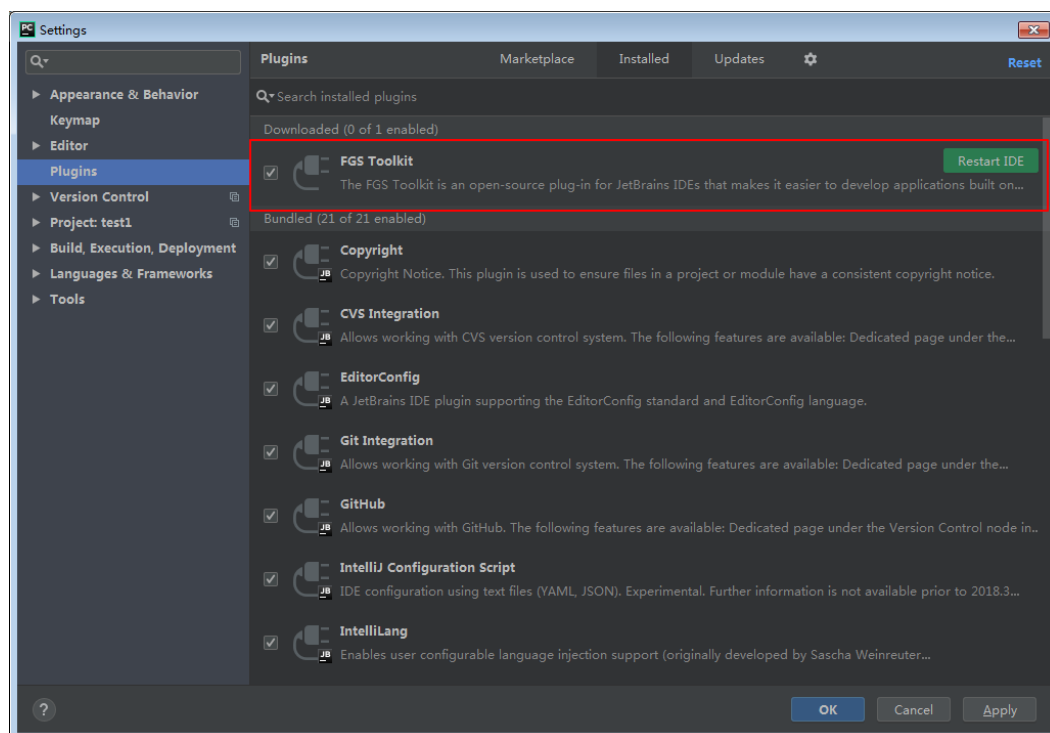 PC Settings
Plugins Marketplace Installed Updates Reset
Appearance & Behavior
Keymap
Editor
Plugins
Version Control
Project: test1
Build, Execution, Deployment
Languages & Frameworks
Tools
Search installed plugins
Downloaded (0 of 1 enabled)
FGS Toolkit
Restart IDE
The FGS Toolkit is an open-source plug-in for JetBrains IDEs that makes it easier to develop applications built on...
Bundled (21 of 21 enabled)
Copyright
JB Copyright Notice. This plugin is used to ensure files in a project or module have a consistent copyright notice.
CVS Integration
JB Allows working with CVS version control system. The following features are available: Dedicated page under the...
EditorConfig
JB A JetBrains IDE plugin supporting the EditorConfig standard and EditorConfig language.
Git Integration
JB Allows working with Git version control system. The following features are available: Dedicated page under the...
GitHub
JB Allows working with GitHub. The following features are available: Dedicated page under the Version Control node in..
IntelliJ Configuration Script
JB IDE configuration using text files (YAML, JSON). Experimental. Further information is not available prior to 2018.3...
IntelliLang
JB Enables user configurable language injection support (originally developed by Sascha Weinreuter...
? OK Cancel Apply